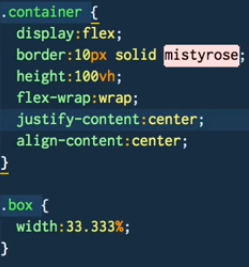 .container {
display:flex;
border:10px solid mistyrose;
height:100vh;
flex-wrap:wrap;
justify-content:center;
align-content:center;
}
.box {
width:33.333%;
}